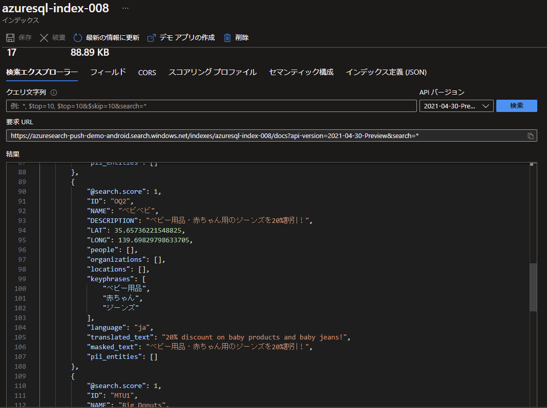 azuresql-index-008 ...
インデックス
保存 破棄 最新の情報に更新 デモ アプリの作成 削除
17 88.89 KB
検索エクスプローラー フィールド CORS スコアリング プロファイル セマンティック構成 インデックス定義 (JSON)
クエリ文字列
API バージョン
例: *, $top=10, $top=10&$skip=10&search=*
2021-04-30-Pre...
検索
要求 URL
https://azuresearch-push-demo-android.search.windows.net/indexes/azuresql-index-008/docs?api-version=2021-04-30-Preview&search=*
結果
87 "pii_entities": []
88 },
89 {
90 "@search.score": 1,
91 "ID": "OQ2",
92 "NAME": "ベビベビ",
93 "DESCRIPTION": "ベビー用品・赤ちゃん用のジーンズを20%割引!!",
94 "LAT": 35.65736221548825,
95 "LONG": 139.69829798633705,
96 "people": [],
97 "organizations": [],
98 "locations": [],
99 "keyphrases": [
100 "ベビー用品",
101 "赤ちゃん",
102 "ジーンズ"
103 ],
104 "language": "ja",
105 "translated_text": "20% discount on baby products and baby jeans!",
106 "masked_text": "ベビー用品・赤ちゃん用のジーンズを20%割引!!",
107 "pii_entities": []
108 },
109 {
110 "@search.score": 1,
111 "ID": "MTU1",
112 "NAME": "Big Donuts",